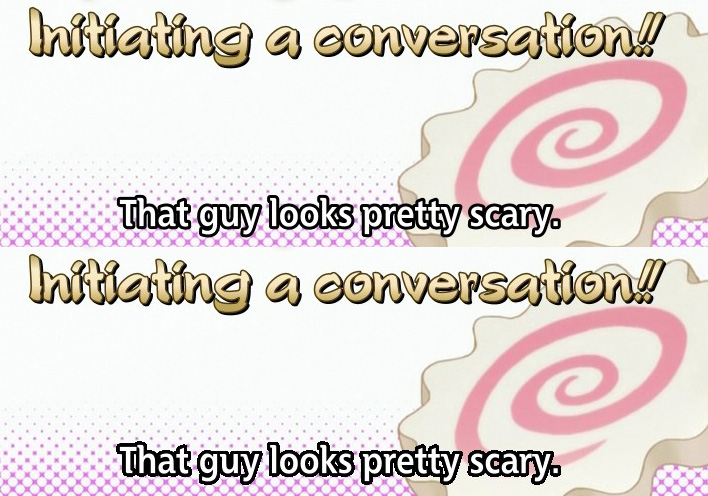 Initiating a conversation!!
That guy looks pretty scary.
Initiating a conversation!!
That guy looks pretty scary.